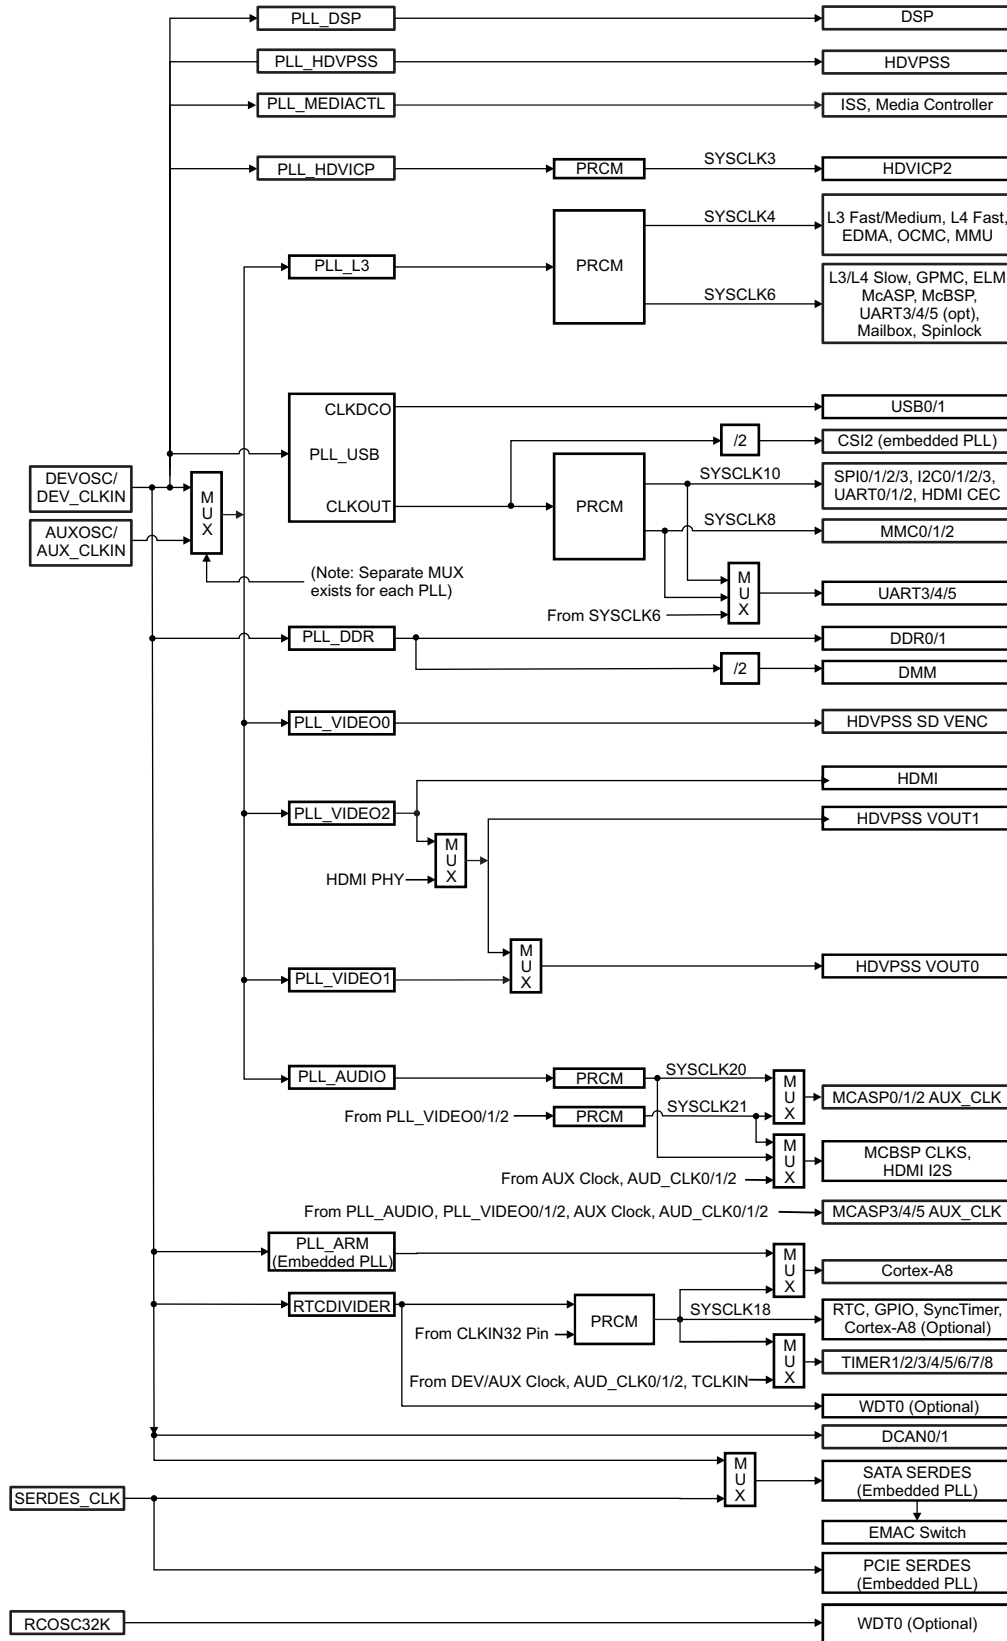 PLL_DSP
DSP
PLL_HDVPSS
HDVPSS
PLL_MEDIACTL
ISS, Media Controller
PLL_HDVICP
PRCM
SYSCLK3
HDVICP2
PLL_L3
PRCM
SYSCLK4
L3 Fast/Medium, L4 Fast,
EDMA, OCMC, MMU
SYSCLK6
L3/L4 Slow, GPMC, ELM
McASP, McBSP,
UART3/4/5 (opt),
Mailbox, Spinlock
CLKDCO
PLL_USB
CLKOUT
USB0/1
/2
CSI2 (embedded PLL)
DEVOSC/
DEV_CLKIN
AUXOSC/
AUX_CLKIN
M
U
X
PRCM
SYSCLK10
SPI0/1/2/3, I2C0/1/2/3,
UART0/1/2, HDMI CEC
SYSCLK8
MMC0/1/2
(Note: Separate MUX
exists for each PLL)
M
U
X
UART3/4/5
From SYSCLK6
PLL_DDR
DDR0/1
/2
DMM
PLL_VIDEO0
HDVPSS SD VENC
HDMI
PLL_VIDEO2
HDVPSS VOUT1
M
U
X
HDMI PHY
M
U
X
HDVPSS VOUT0
PLL_VIDEO1
PLL_AUDIO
PRCM
SYSCLK20
M
U
X
MCASP0/1/2 AUX_CLK
From PLL_VIDEO0/1/2
PRCM
SYSCLK21
M
U
X
MCBSP CLKS,
HDMI I2S
From AUX Clock, AUD_CLK0/1/2
From PLL_AUDIO, PLL_VIDEO0/1/2, AUX Clock, AUD_CLK0/1/2
MCASP3/4/5 AUX_CLK
PLL_ARM
(Embedded PLL)
M
U
X
Cortex-A8
RTCDIVIDER
PRCM
SYSCLK18
RTC, GPIO, SyncTimer,
Cortex-A8 (Optional)
From CLKIN32 Pin
M
U
X
TIMER1/2/3/4/5/6/7/8
From DEV/AUX Clock, AUD_CLK0/1/2, TCLKIN
WDT0 (Optional)
DCAN0/1
M
U
X
SATA SERDES
(Embedded PLL)
SERDES_CLK
EMAC Switch
PCIE SERDES
(Embedded PLL)
RCOSC32K
WDT0 (Optional)